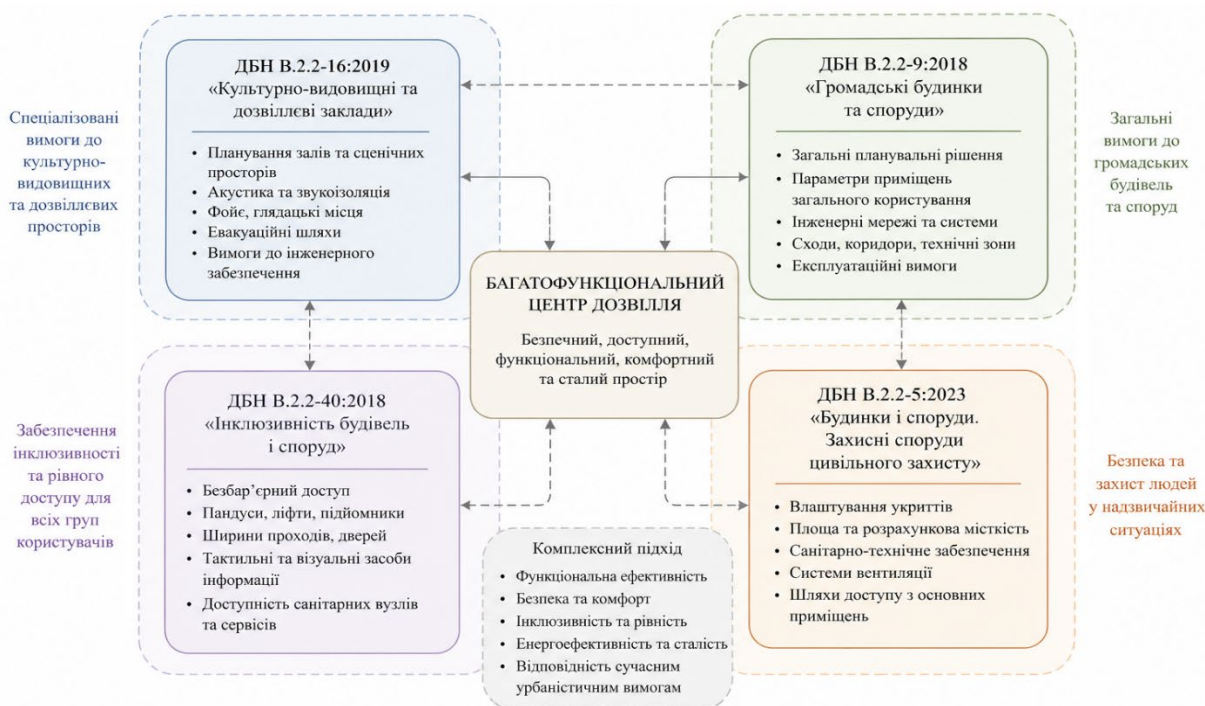 Спеціалізовані
вимоги до
культурно-
видовищних
та дозвіллєвих
просторів
ДБН В.2.2-16:2019
«Культурно-видовищні та
дозвіллєві заклади»
• Планування залів та сценічних
просторів
• Акустика та звукоізоляція
• Фойє, глядацькі місця
• Евакуаційні шляхи
• Вимоги до інженерного
забезпечення
ДБН В.2.2-9:2018
«Громадські будинки
та споруди»
• Загальні планувальні рішення
• Параметри приміщень
загального користування
• Інженерні мережі та системи
• Сходи, коридори, технічні зони
• Експлуатаційні вимоги
Загальні
вимоги до
громадських
будівель
та споруд
БАГАТОФУНКЦІОНАЛЬНИЙ
ЦЕНТР ДОЗВІЛЛЯ
Безпечний, доступний,
функціональний, комфортний
та сталий простір
Забезпечення
інклюзивності
та рівного
доступу для
всіх груп
користувачів
ДБН В.2.2-40:2018
«Інклюзивність будівель
і споруд»
• Безбар’єрний доступ
• Пандуси, ліфти, підйомники
• Ширини проходів, дверей
• Тактильні та візуальні засоби
інформації
• Доступність санітарних вузлів
та сервісів
Комплексний підхід
• Функціональна ефективність
• Безпека та комфорт
• Інклюзивність та рівність
• Енергоефективність та сталість
• Відповідність сучасним
урбаністичним вимогам
ДБН В.2.2-5:2023
«Будинки і споруди.
Захисні споруди
цивільного захисту»
• Влаштування укриттів
• Площа та розрахункова місткість
• Санітарно-технічне забезпечення
• Системи вентиляції
• Шляхи доступу з основних
приміщень
Безпека та
захист людей
у надзвичайних
ситуаціях